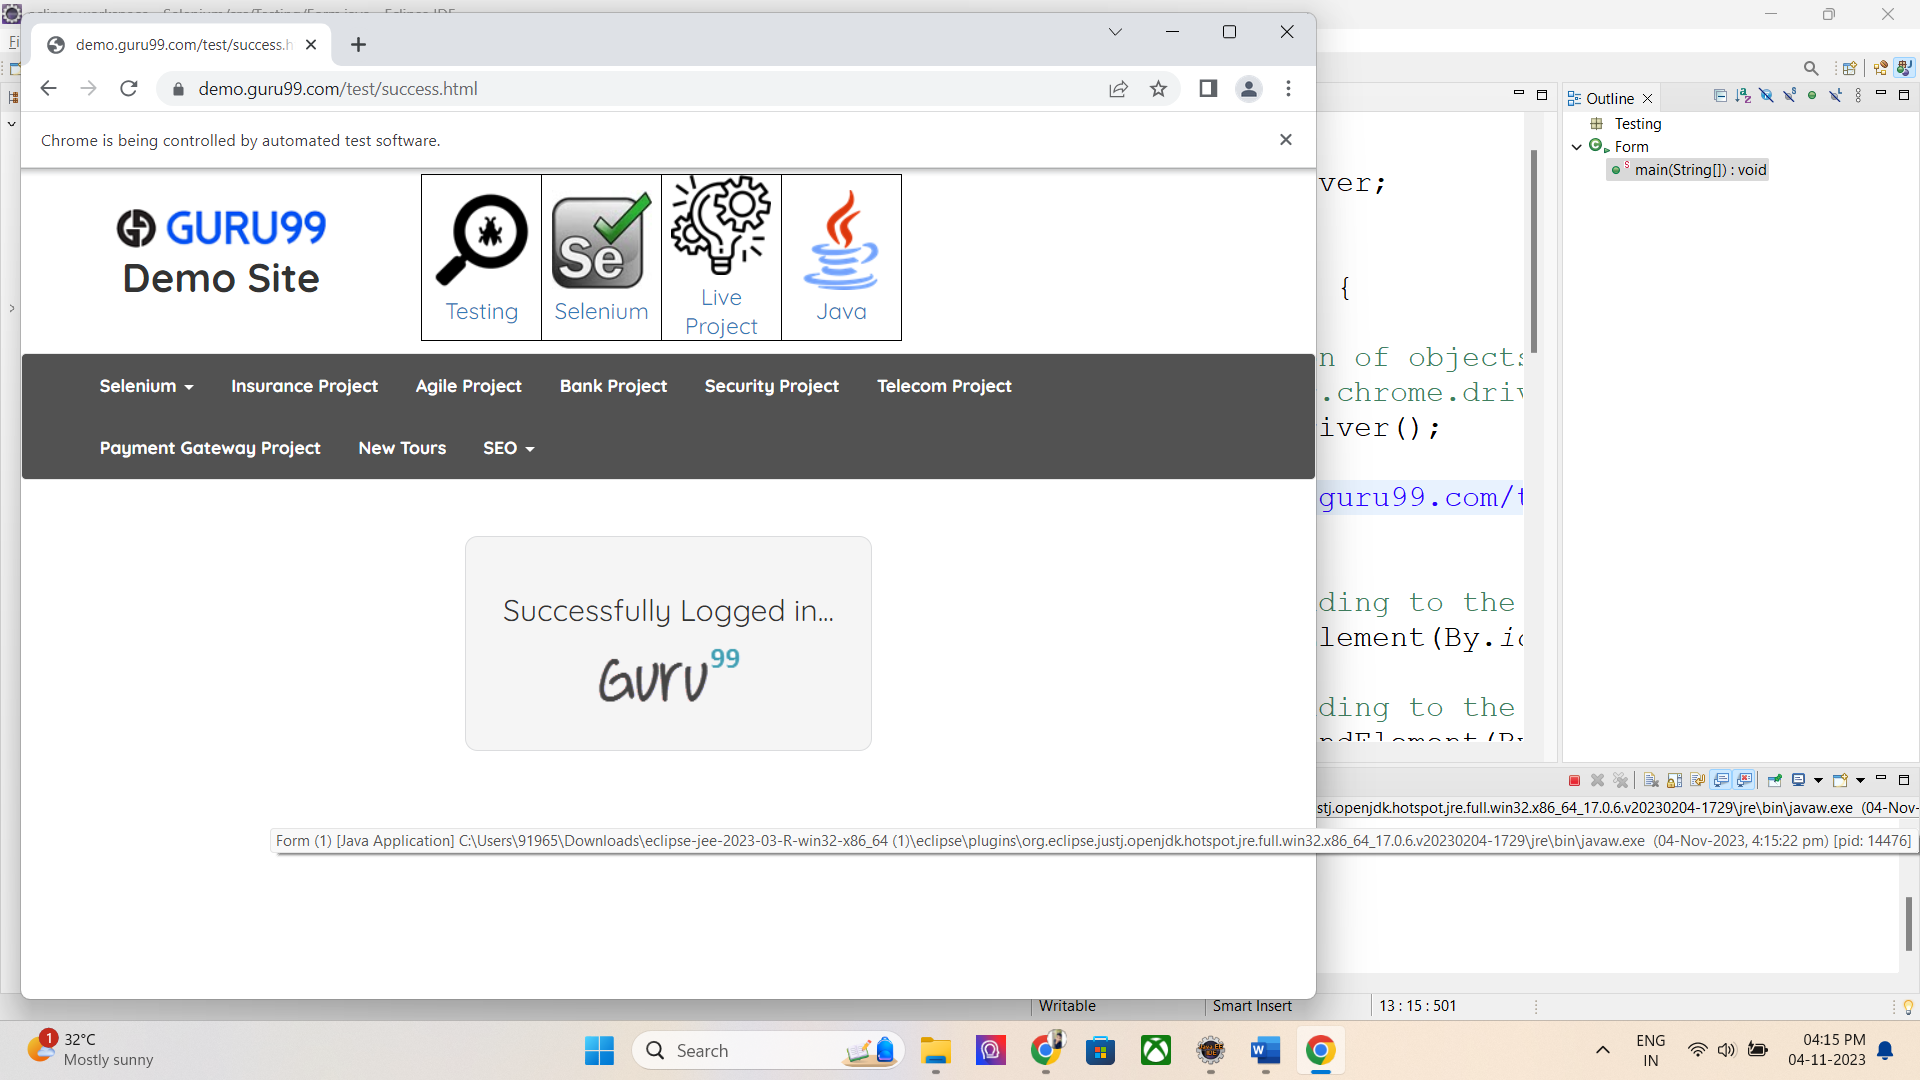 demo.guru99.com/test/success.h
demo.guru99.com/test/success.html
Chrome is being controlled by automated test software.
GURU99
Demo Site
Se
Testing
Selenium
Live
Project
Java
Selenium
Insurance Project
Agile Project
Bank Project
Security Project
Telecom Project
Payment Gateway Project
New Tours
SEO
Successfully Logged in...
Guru99
ver;
{
n of objects
.chrome.driv
iver();
guru99.com/t
ding to the
lement(By.id
ding to the
Outline
Testing
Form
main(String[]) : void
stj.openjdk.hotspot.jre.full.win32.x86_64_17.0.6.v20230204-1729\jre\bin\javaw.exe (04-Nov-
Form (1) [Java Application] C:\Users\91965\Downloads\eclipse-jee-2023-03-R-win32-x86_64 (1)\eclipse\plugins\org.eclipse.justj.openjdk.hotspot.jre.full.win32.x86_64_17.0.6.v20230204-1729\jre\bin\javaw.exe (04-Nov-2023, 4:15:22 pm) [pid: 14476]
Writable
Smart Insert
13 : 15 : 501
1
32°C
Mostly sunny
Search
ENG
IN
04:15 PM
04-11-2023